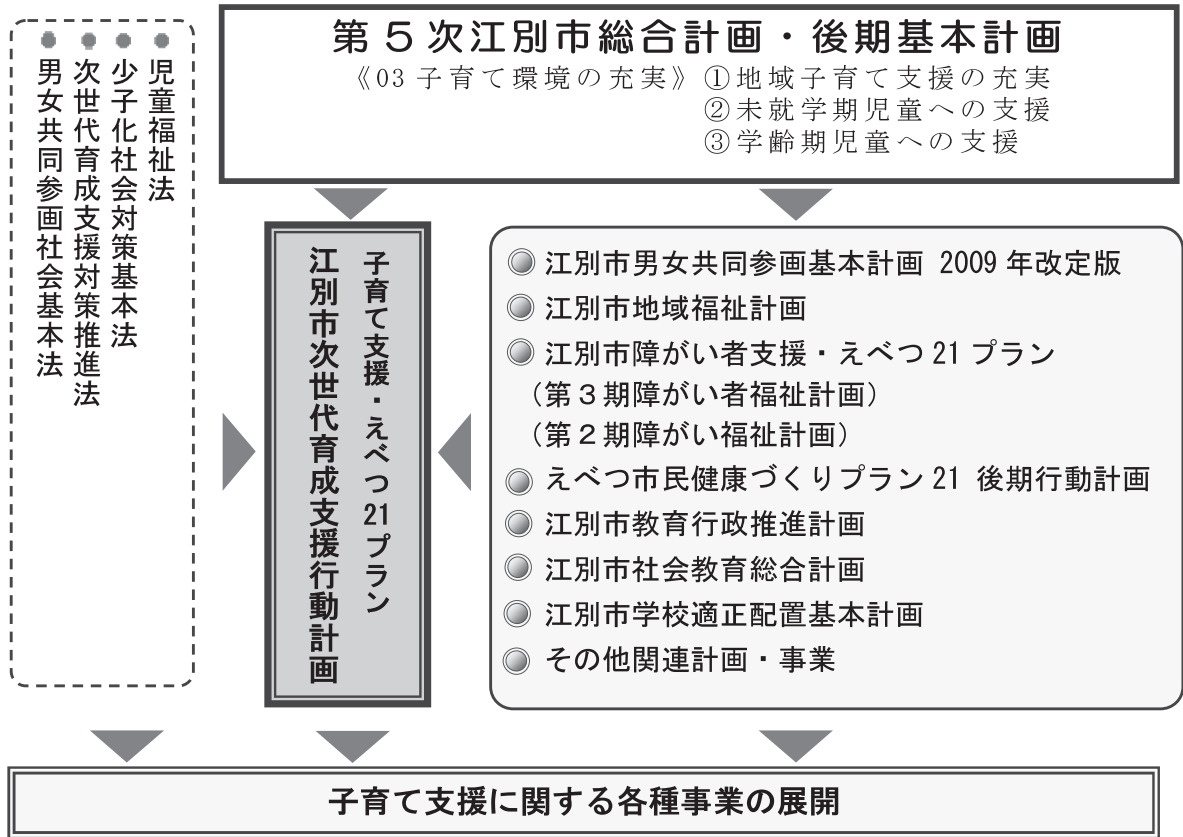 第5次江別市総合計画・後期基本計画
《03 子育て環境の充実》①地域子育て支援の充実
②未就学期児童への支援
③学齢期児童への支援
児童福祉法
少子化社会対策基本法
次世代育成支援対策推進法
男女共同参画社会基本法
子育て支援・えべつ21プラン
江別市次世代育成支援行動計画
江別市男女共同参画基本計画 2009年改定版
江別市地域福祉計画
江別市障がい者支援・えべつ21プラン
(第3期障がい者福祉計画)
(第2期障がい福祉計画)
えべつ市民健康づくりプラン21 後期行動計画
江別市教育行政推進計画
江別市社会教育総合計画
江別市学校適正配置基本計画
その他関連計画・事業
子育て支援に関する各種事業の展開